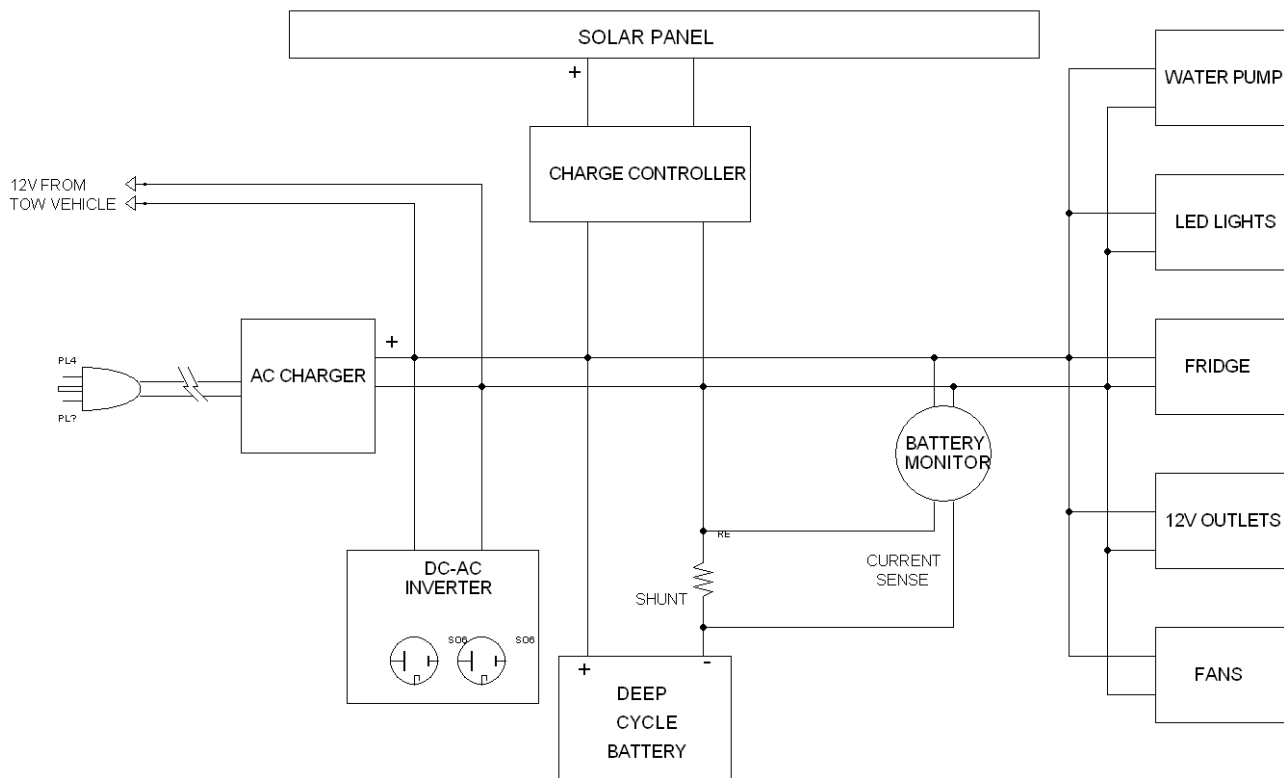 SOLAR PANEL
+
WATER PUMP
CHARGE CONTROLLER
12V FROM
TOW VEHICLE
LED LIGHTS
+
PL4
AC CHARGER
PL?
FRIDGE
BATTERY
MONITOR
RE
CURRENT
SENSE
12V OUTLETS
DC-AC
INVERTER
SHUNT
SO6
SO6
+
-
DEEP
CYCLE
BATTERY
FANS